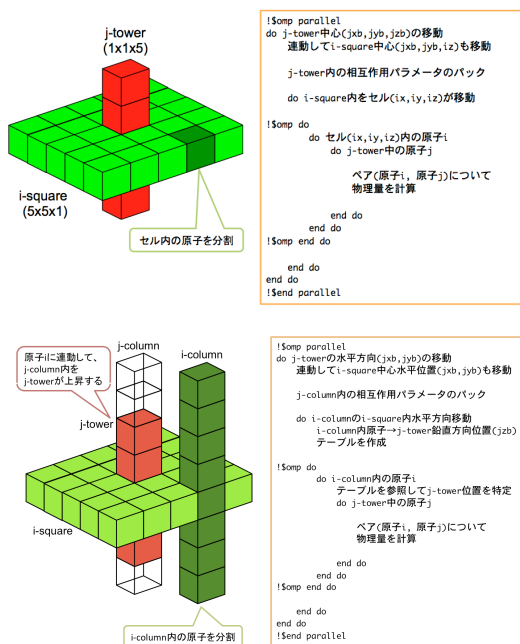 j-tower
(1x1x5)
i-square
(5x5x1)
セル内の原子を分割
!$omp parallel
do j-tower中心(jxb,jyb,jzb)の移動
連動してi-square中心(jxb,jyb,iz)も移動
j-tower内の相互作用パラメータのパック
do i-square内をセル(ix,iy,iz)が移動
!$omp do
do セル(ix,iy,iz)内の原子i
do j-tower中の原子j
ペア(原子i, 原子j)について
物理量を計算
end do
end do
!$omp end do
end do
end do
!$end parallel
原子iに連動して、
j-column内を
j-towerが上昇する
j-column
i-column
j-tower
i-square
i-column内の原子を分割
!$omp parallel
do j-towerの水平方向(jxb,jyb)の移動
連動してi-square中心水平位置(jxb,jyb)も移動
j-column内の相互作用パラメータのパック
do i-columnのi-square内水平方向移動
i-column内原子→j-tower鉛直方向位置(jzb)
テーブルを作成
!$omp do
do i-column内の原子i
テーブルを参照してj-tower位置を特定
do j-tower中の原子j
ペア(原子i, 原子j)について
物理量を計算
end do
end do
!$omp end do
end do
end do
!$end parallel